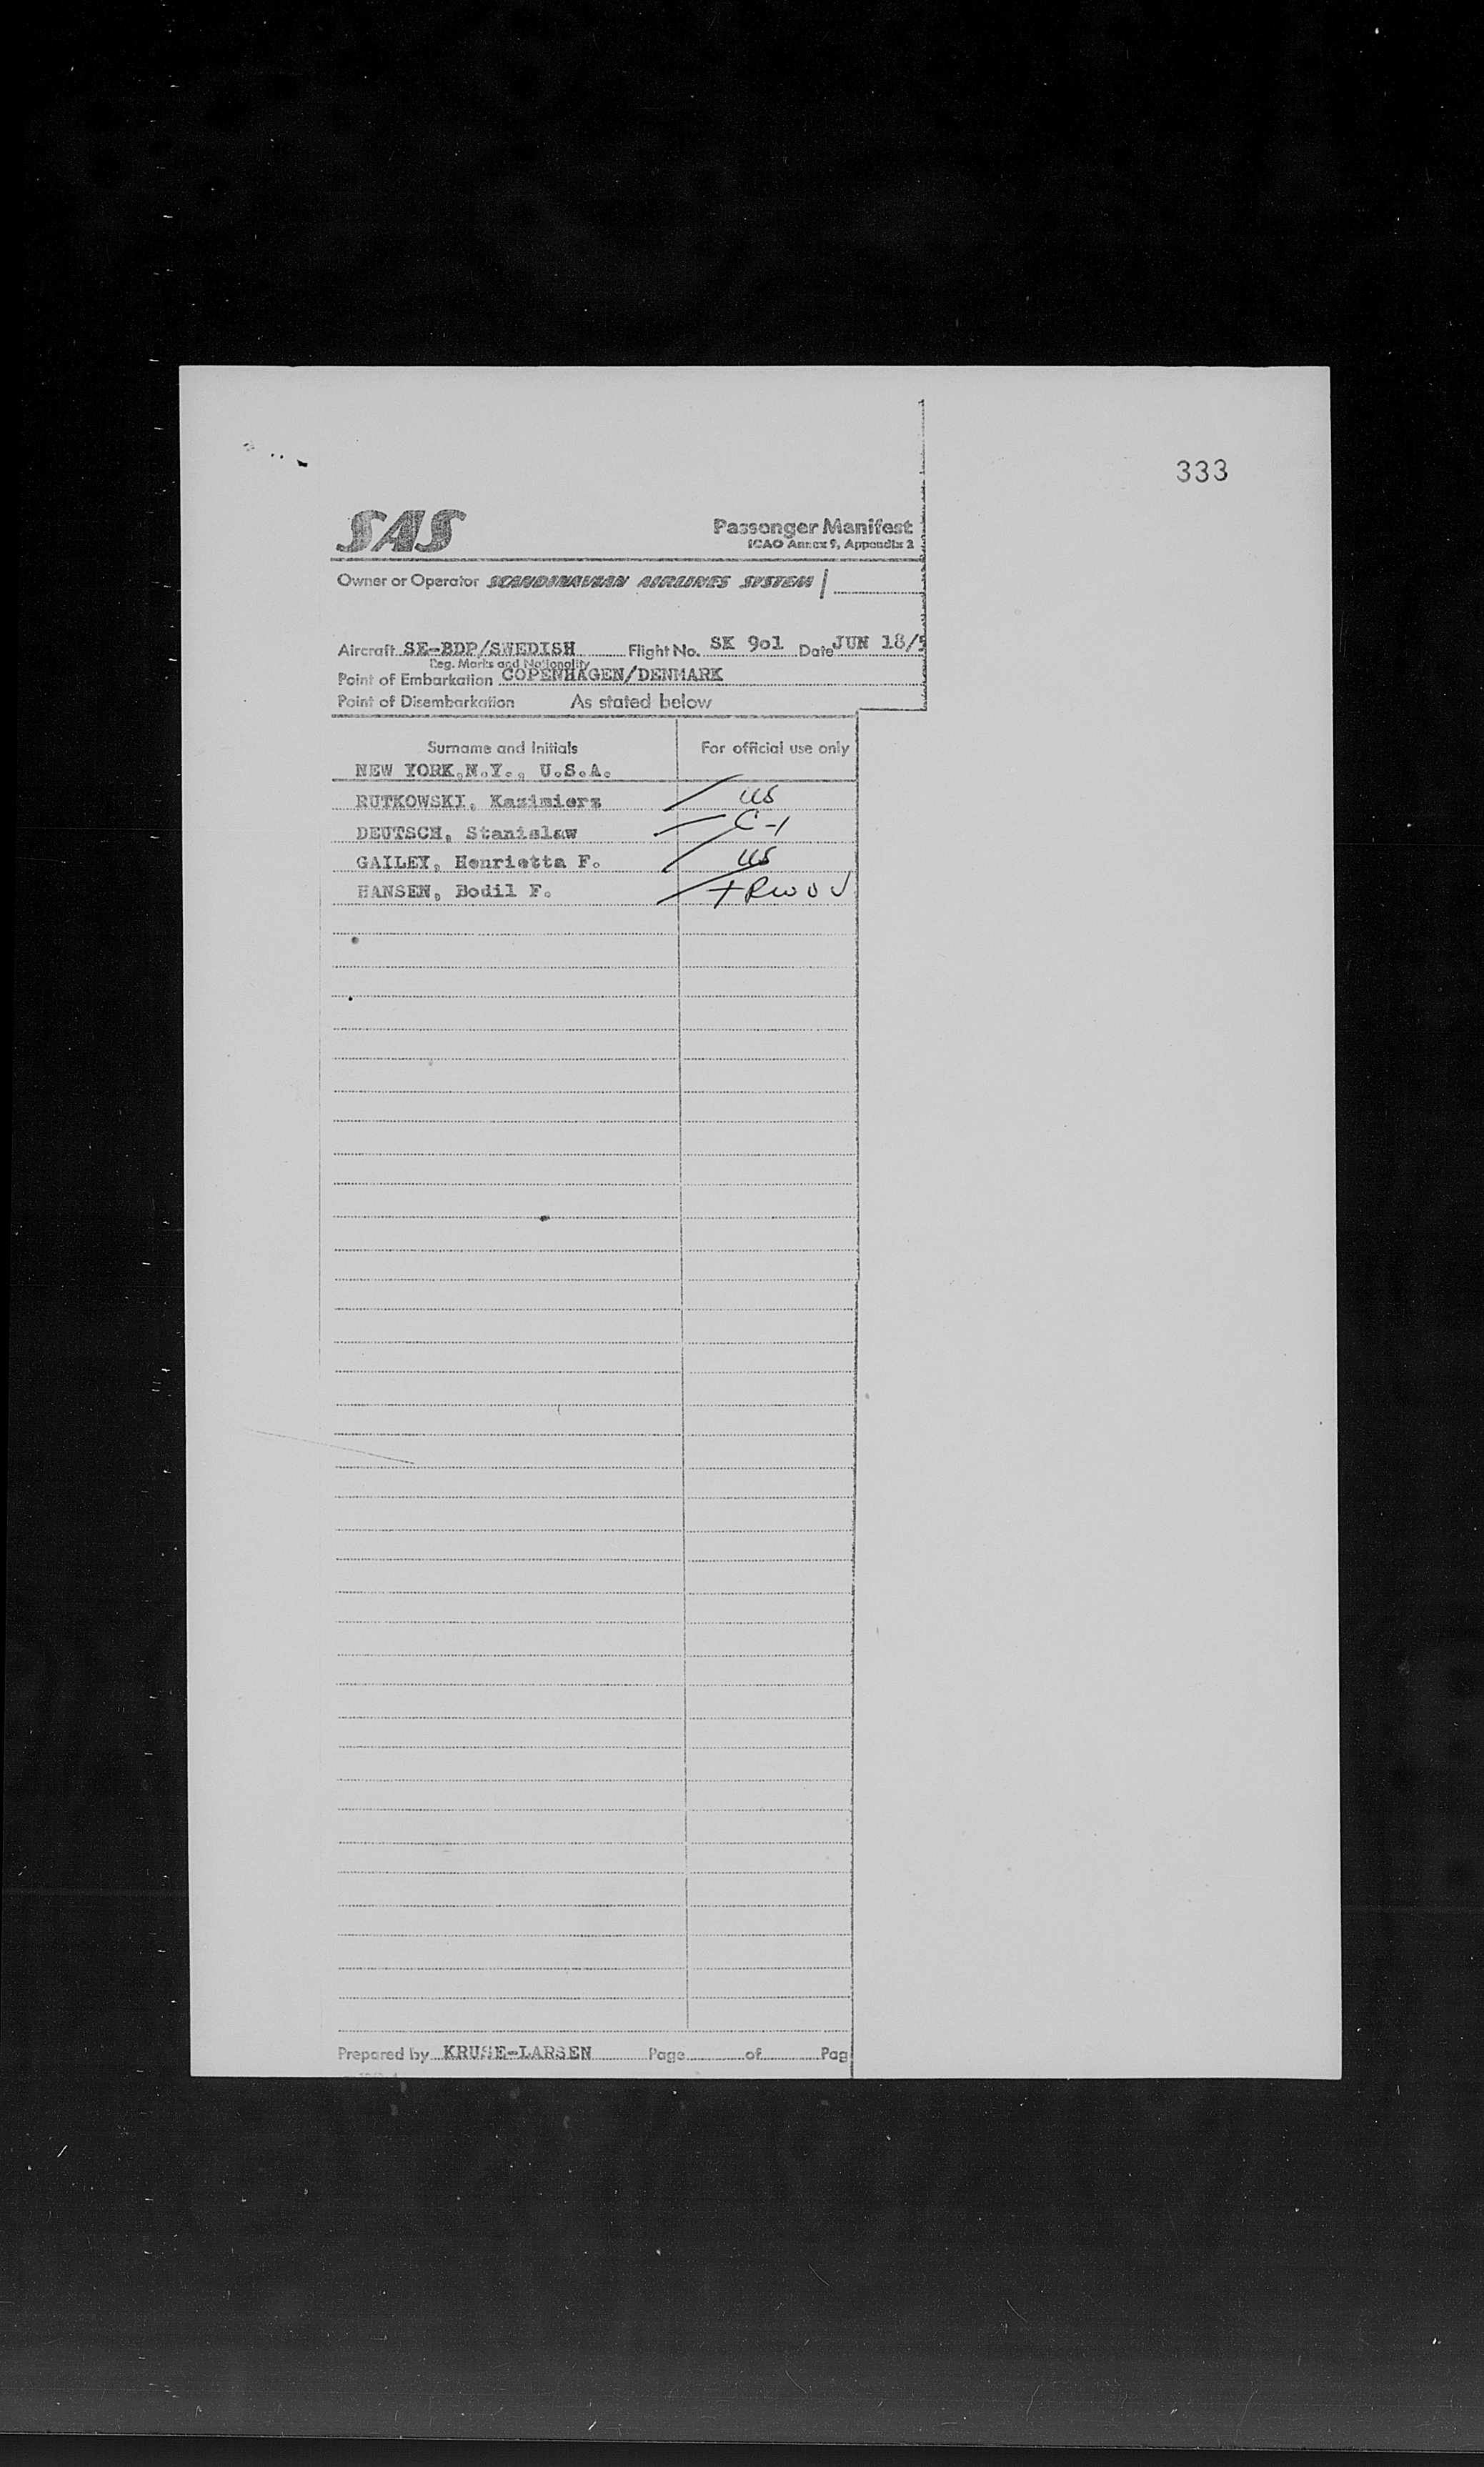 333
SAS
Passenger Manifest
ICAO Annex 9, Appendix 2
Owner or Operator SCANDINAVIAN AIRLINES SYSTEM
Aircraft SE-BDP/SWEDISH Flight No. SK 9o1 Date JUN 18/5
Reg. Marks and Nationality
Point of Embarkation COPENHAGEN/DENMARK
Point of Disembarkation As stated below
Surname and Initials For official use only
NEW YORK,N.Y., U.S.A.
RUTKOWSKI, Kazimierz US
DEUTSCH, Stanislaw C-1
GAILEY, Henrietta F. US
HANSEN, Bodil F.
Prepared by KRUSE-LARSEN Page of Pag